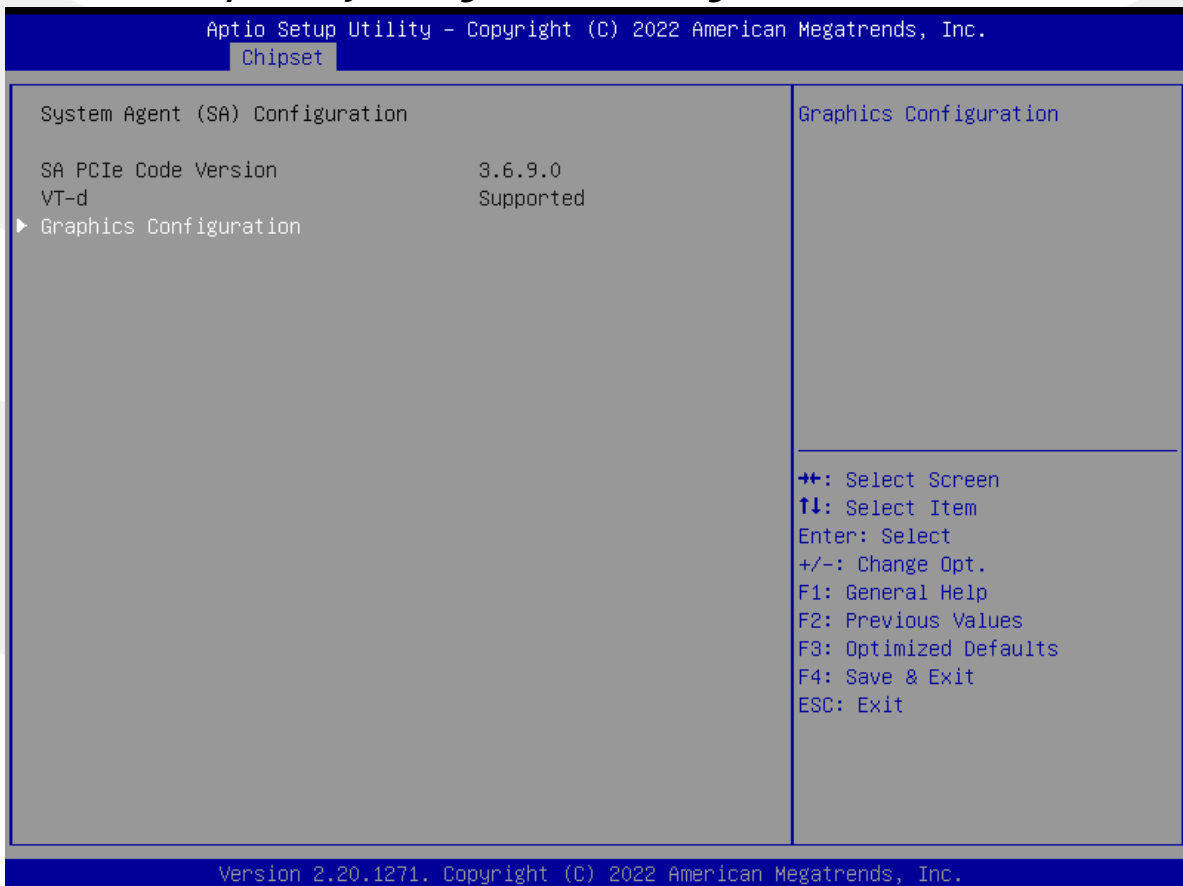 Aptio Setup Utility – Copyright (C) 2022 American Megatrends, Inc.
Chipset
System Agent (SA) Configuration
SA PCIe Code Version 3.6.9.0
VT-d Supported
▶ Graphics Configuration
Graphics Configuration
→←: Select Screen
↑↓: Select Item
Enter: Select
+/-: Change Opt.
F1: General Help
F2: Previous Values
F3: Optimized Defaults
F4: Save & Exit
ESC: Exit
Version 2.20.1271. Copyright (C) 2022 American Megatrends, Inc.